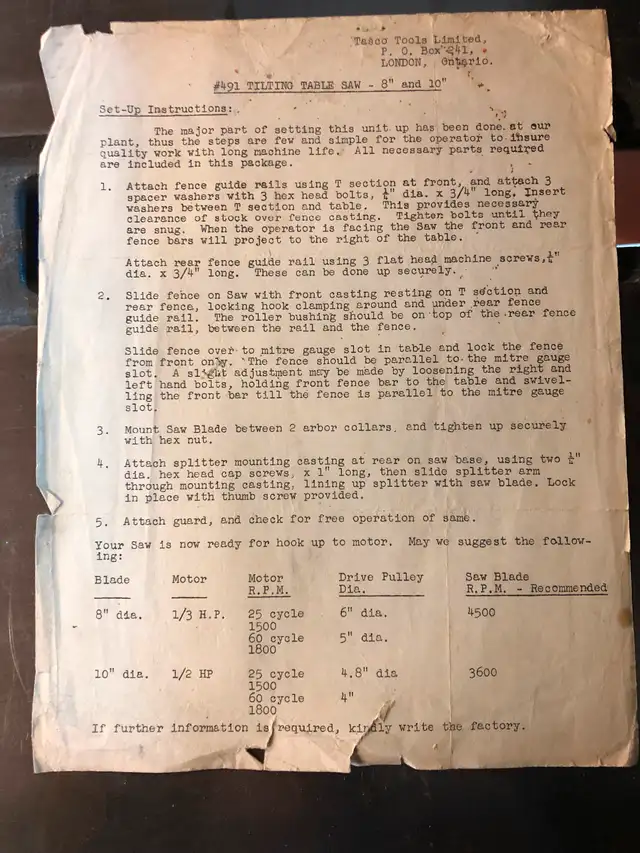 Tasco Tools Limited,
P. O. Box 241,
LONDON, Ontario.
#491 TILTING TABLE SAW - 8" and 10"
Set-Up Instructions:
The major part of setting this unit up has been done at our
plant, thus the steps are few and simple for the operator to insure
quality work with long machine life. All necessary parts required
are included in this package.
1. Attach fence guide rails using T section at front, and attach 3
spacer washers with 3 hex head bolts, ¼" dia. x 3/4" long. Insert
washers between T section and table. This provides necessary
clearance of stock over fence casting. Tighten bolts until they
are snug. When the operator is facing the Saw the front and rear
fence bars will project to the right of the table.
Attach rear fence guide rail using 3 flat head machine screws, ¼"
dia. x 3/4" long. These can be done up securely.
2. Slide fence on Saw with front casting resting on T section and
rear fence, locking hook clamping around and under rear fence
guide rail. The roller bushing should be on top of the rear fence
guide rail, between the rail and the fence.
Slide fence over to mitre gauge slot in table and lock the fence
from front only. The fence should be parallel to the mitre gauge
slot. A slight adjustment may be made by loosening the right and
left hand bolts, holding front fence bar to the table and swivel-
ling the front bar till the fence is parallel to the mitre gauge
slot.
3. Mount Saw Blade between 2 arbor collars, and tighten up securely
with hex nut.
4. Attach splitter mounting casting at rear on saw base, using two ¼"
dia. hex head cap screws, x 1" long, then slide splitter arm
through mounting casting, lining up splitter with saw blade. Lock
in place with thumb screw provided.
5. Attach guard, and check for free operation of same.
Your Saw is now ready for hook up to motor. May we suggest the follow-
ing:
Blade Motor Motor Drive Pulley Saw Blade
R.P.M. Dia. R.P.M. - Recommended
8" dia. 1/3 H.P. 25 cycle 6" dia. 4500
1500
60 cycle 5" dia.
1800
10" dia. 1/2 HP 25 cycle 4.8" dia 3600
1500
60 cycle 4"
1800
If further information is required, kindly write the factory.